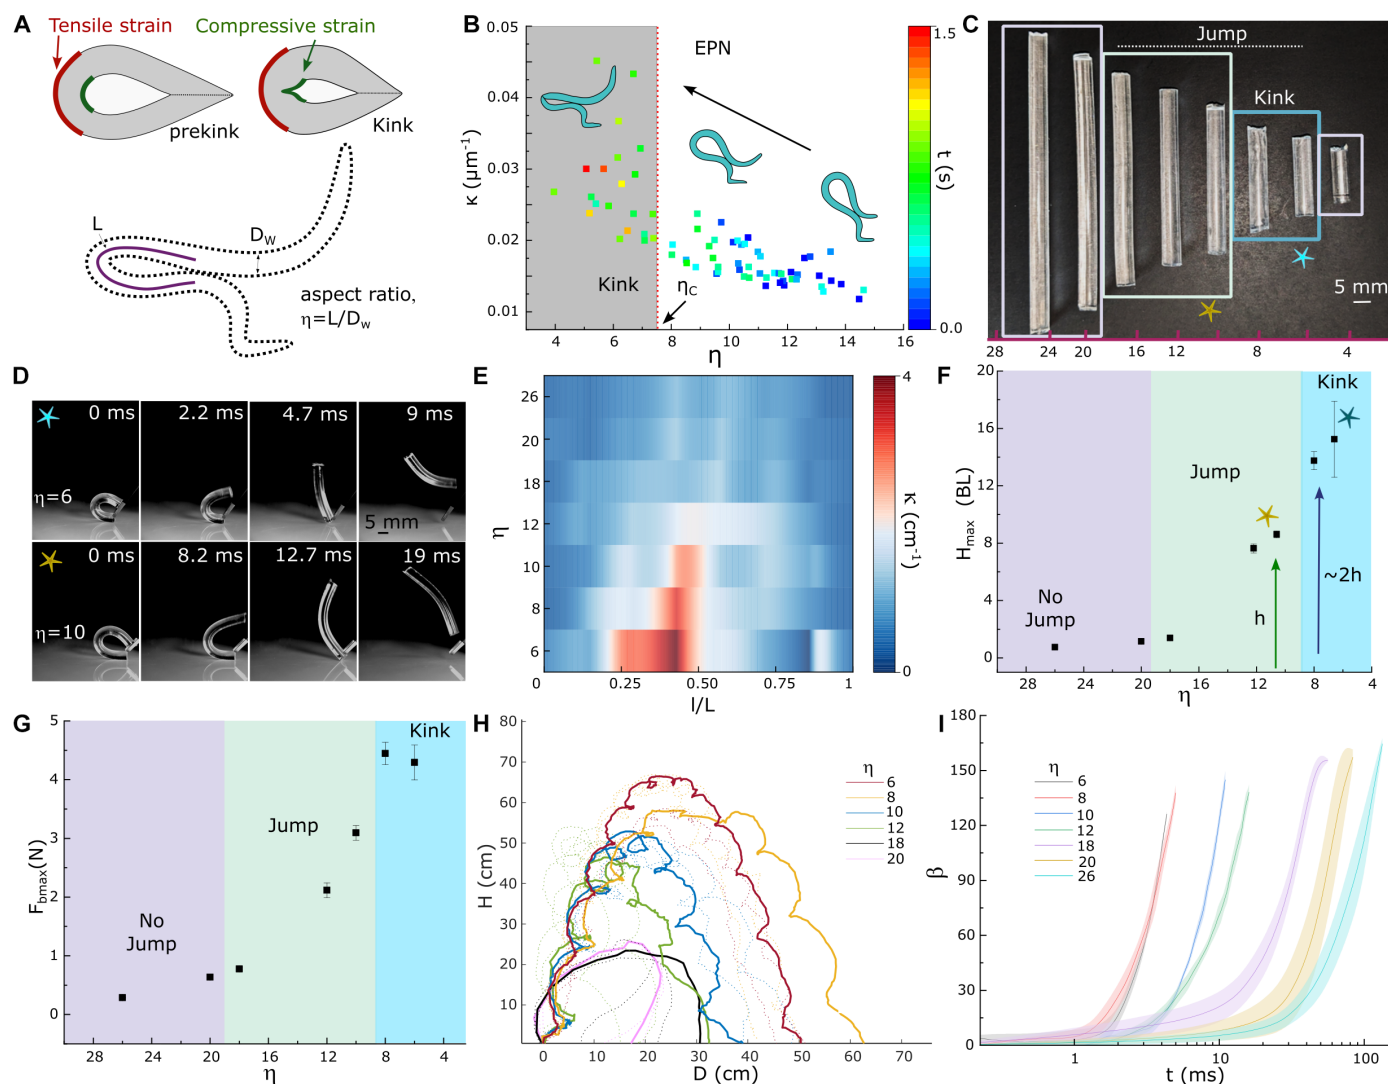 A
Tensile strain
Compressive strain
prekink
Kink
L
D_W
aspect ratio,
η=L/D_W
B
κ (μm⁻¹)
0.05
0.04
0.03
0.02
0.01
EPN
Kink
η_C
4 6 8 10 12 14 16
η
1.5
t (s)
0.0
C
Jump
Kink
5 mm
28 24 20 16 12 8 4
D
0 ms 2.2 ms 4.7 ms 9 ms
η=6
5 mm
0 ms 8.2 ms 12.7 ms 19 ms
η=10
E
η
26
20
18
12
10
8
6
0 0.25 0.50 0.75 1
l/L
4
κ (cm⁻¹)
0
F
H_max (BL)
20
16
12
8
4
0
No
Jump
Jump
Kink
h
~2h
28 24 20 16 12 8 4
η
G
F_bmax(N)
5
4
3
2
1
0
No
Jump
Jump
Kink
28 24 20 16 12 8 4
η
H
H (cm)
80
70
60
50
40
30
20
10
η
6
8
10
12
18
20
0 10 20 30 40 50 60 70
D (cm)
I
β
180
150
120
90
60
30
0
η
6
8
10
12
18
20
26
1 10 100
t (ms)